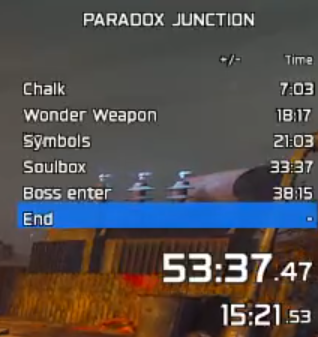 PARADOX JUNCTION
+/- Time
Chalk 7:03
Wonder Weapon 18:17
Symbols 21:03
Soulbox 33:37
Boss enter 38:15
End -
53:37.47
15:21.53